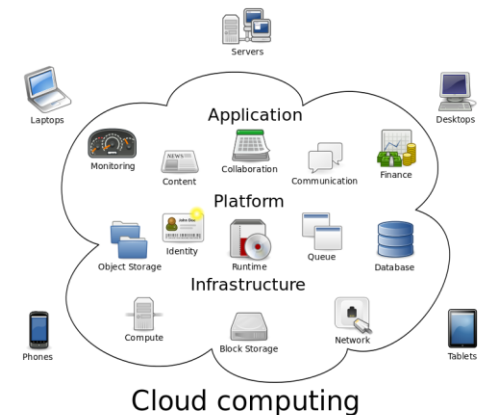 Servers
Laptops
Desktops
Application
Monitoring
NEWS
Content
Collaboration
Communication
Finance
Platform
Object Storage
Identity
Runtime
Queue
Database
Infrastructure
Compute
Block Storage
Network
Phones
Tablets
Cloud computing